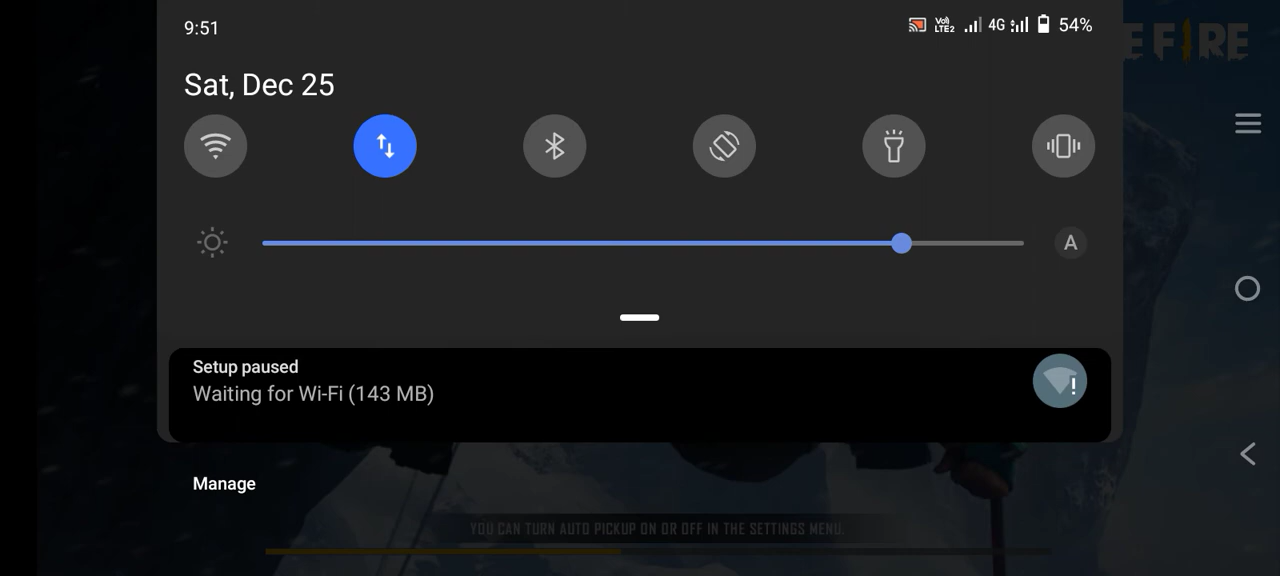 9:51
Vo)
LTE2
4G
54%
E FIRE
Sat, Dec 25
A
Setup paused
Waiting for Wi-Fi (143 MB)
Manage
YOU CAN TURN AUTO PICKUP ON OR OFF IN THE SETTINGS MENU.